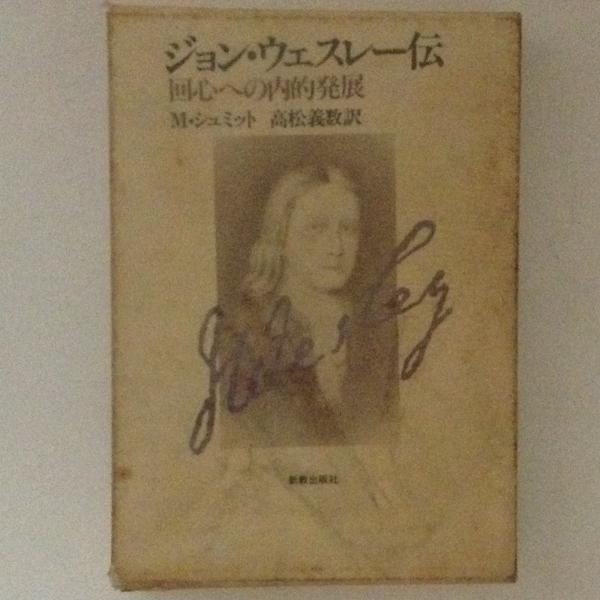 ジョン・ウェスレー伝
回心への内的発展
M・シュミット 高松義数訳
J Wesley
新教出版社